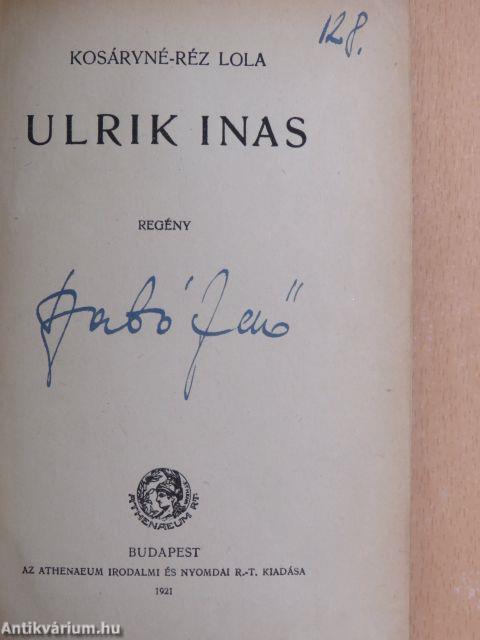 128.
KOSÁRYNÉ-RÉZ LOLA
ULRIK INAS
REGÉNY
Szabó Jenő
ATHENAEUM R.T.
BUDAPEST
AZ ATHENAEUM IRODALMI ÉS NYOMDAI R.-T. KIADÁSA
1921
Antikvárium.hu